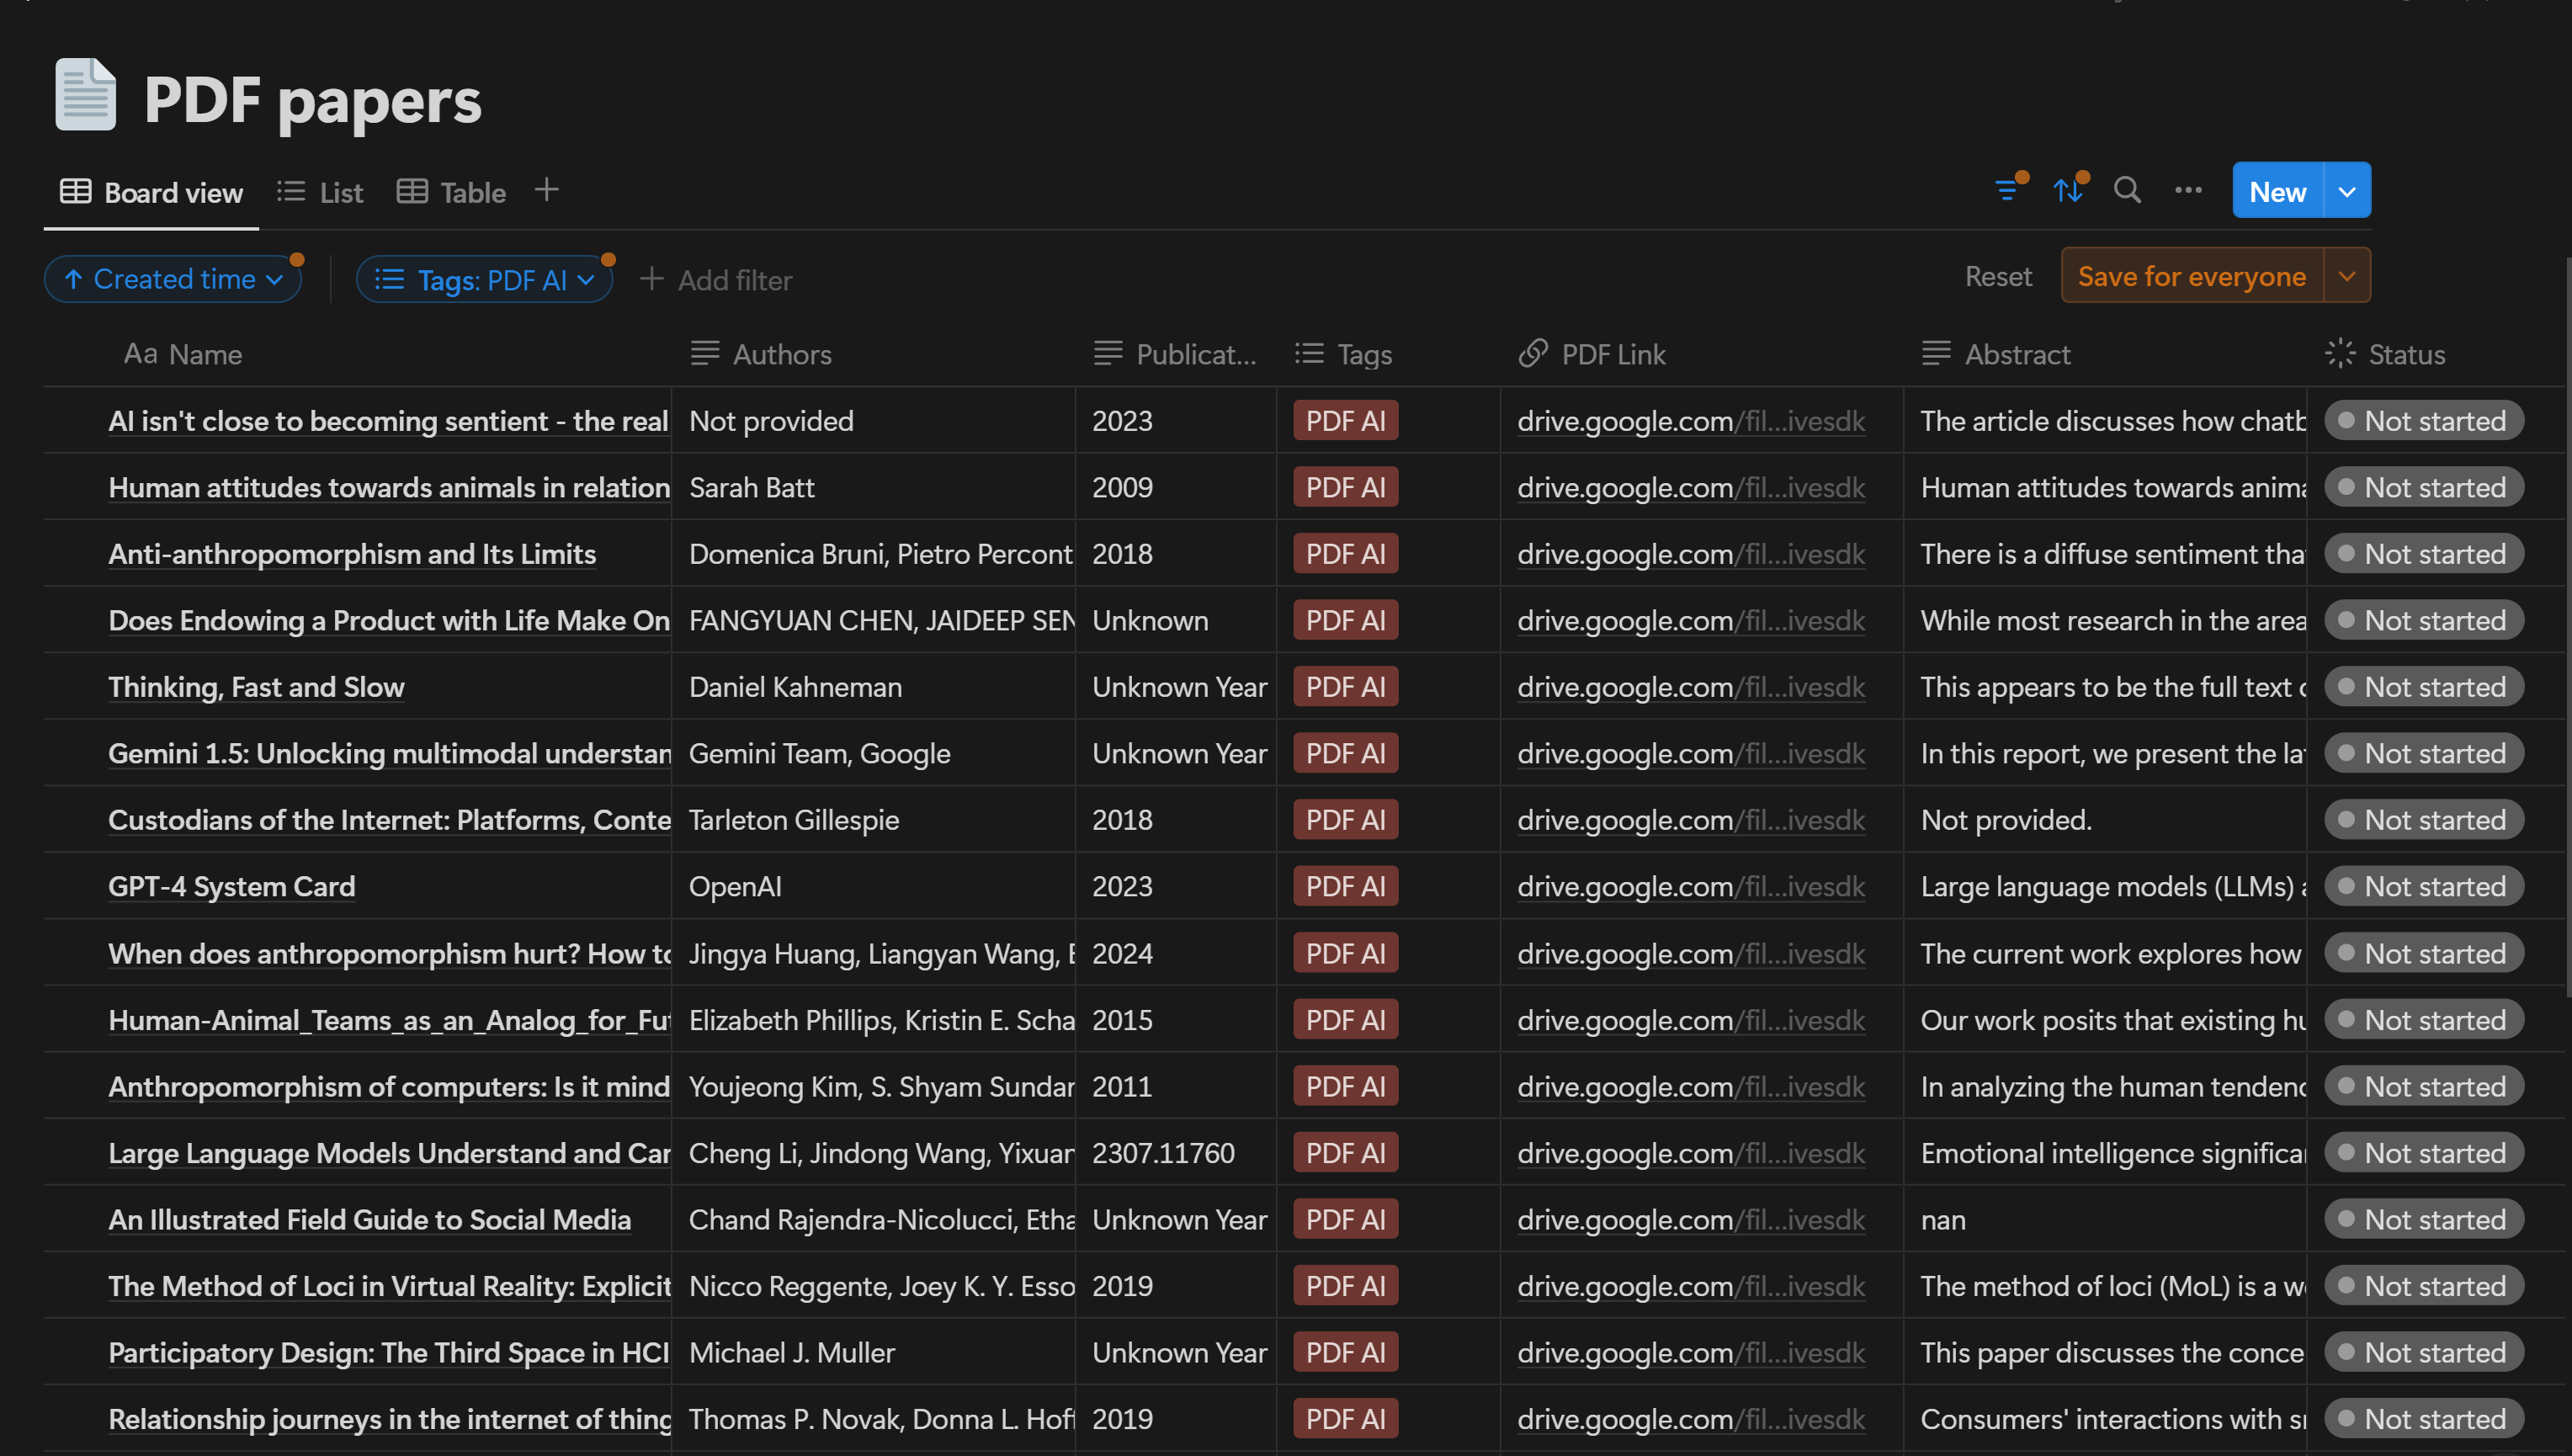 PDF papers
Board view List Table
New
Created time Tags: PDF AI Add filter Reset Save for everyone
Aa Name Authors Publicat... Tags PDF Link Abstract Status
AI isn't close to becoming sentient - the real Not provided 2023 PDF AI drive.google.com/fil...ivesdk The article discusses how chatb Not started
Human attitudes towards animals in relation Sarah Batt 2009 PDF AI drive.google.com/fil...ivesdk Human attitudes towards anima Not started
Anti-anthropomorphism and Its Limits Domenica Bruni, Pietro Percont 2018 PDF AI drive.google.com/fil...ivesdk There is a diffuse sentiment tha Not started
Does Endowing a Product with Life Make On FANGYUAN CHEN, JAIDEEP SEN Unknown PDF AI drive.google.com/fil...ivesdk While most research in the area Not started
Thinking, Fast and Slow Daniel Kahneman Unknown Year PDF AI drive.google.com/fil...ivesdk This appears to be the full text Not started
Gemini 1.5: Unlocking multimodal understan Gemini Team, Google Unknown Year PDF AI drive.google.com/fil...ivesdk In this report, we present the la Not started
Custodians of the Internet: Platforms, Conte Tarleton Gillespie 2018 PDF AI drive.google.com/fil...ivesdk Not provided. Not started
GPT-4 System Card OpenAI 2023 PDF AI drive.google.com/fil...ivesdk Large language models (LLMs) Not started
When does anthropomorphism hurt? How to Jingya Huang, Liangyan Wang, 2024 PDF AI drive.google.com/fil...ivesdk The current work explores how Not started
Human-Animal_Teams_as_an_Analog_for_Fut Elizabeth Phillips, Kristin E. Scha 2015 PDF AI drive.google.com/fil...ivesdk Our work posits that existing hu Not started
Anthropomorphism of computers: Is it mind Youjeong Kim, S. Shyam Sundar 2011 PDF AI drive.google.com/fil...ivesdk In analyzing the human tendenc Not started
Large Language Models Understand and Can Cheng Li, Jindong Wang, Yixuan 2307.11760 PDF AI drive.google.com/fil...ivesdk Emotional intelligence significan Not started
An Illustrated Field Guide to Social Media Chand Rajendra-Nicolucci, Etha Unknown Year PDF AI drive.google.com/fil...ivesdk nan Not started
The Method of Loci in Virtual Reality: Explicit Nicco Reggente, Joey K. Y. Esso 2019 PDF AI drive.google.com/fil...ivesdk The method of loci (MoL) is a we Not started
Participatory Design: The Third Space in HCI Michael J. Muller Unknown Year PDF AI drive.google.com/fil...ivesdk This paper discusses the conce Not started
Relationship journeys in the internet of thing Thomas P. Novak, Donna L. Hoff 2019 PDF AI drive.google.com/fil...ivesdk Consumers' interactions with Not started